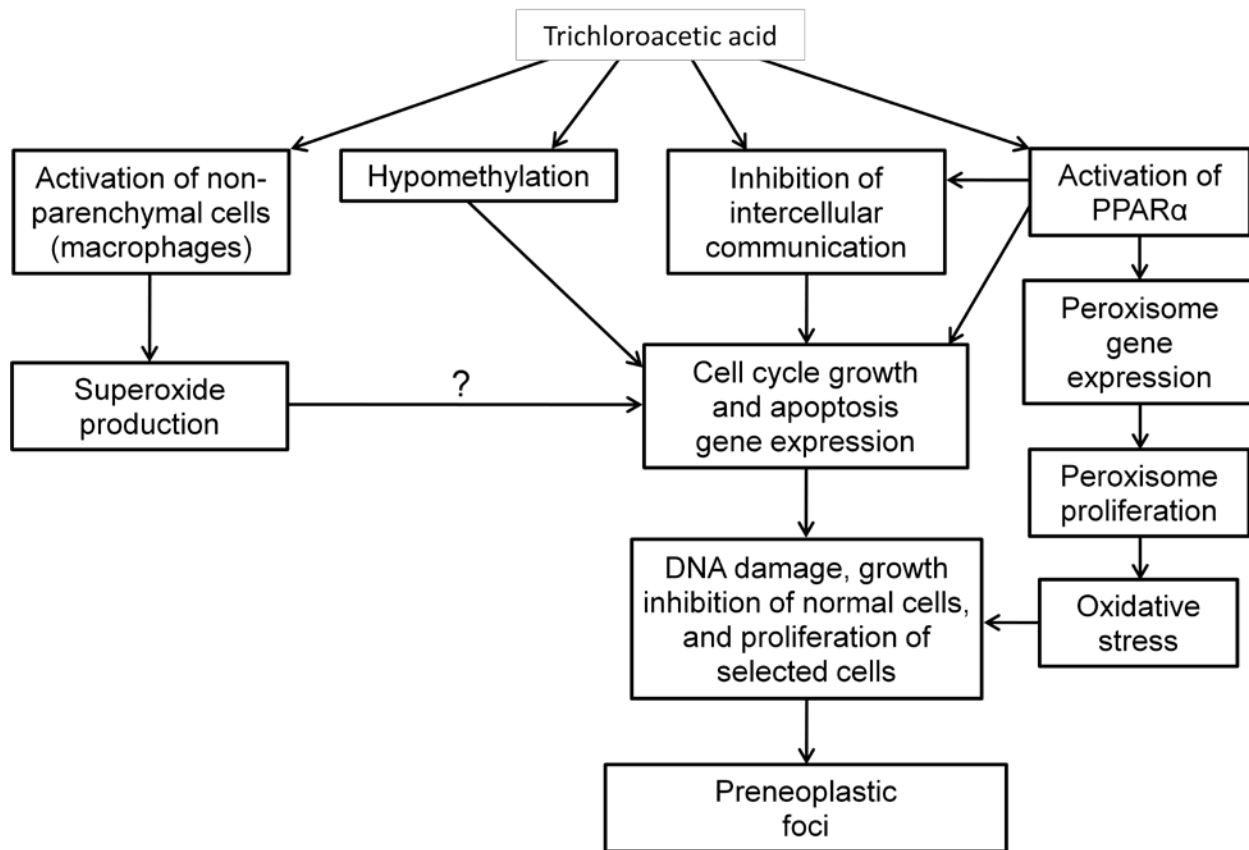 Trichloroacetic acid
Activation of non-
parenchymal cells
(macrophages)
Hypomethylation
Inhibition of
intercellular
communication
Activation of
PPARα
Peroxisome
gene
expression
Superoxide
production
?
Cell cycle growth
and apoptosis
gene expression
Peroxisome
proliferation
DNA damage, growth
inhibition of normal cells,
and proliferation of
selected cells
Oxidative
stress
Preneoplastic
foci